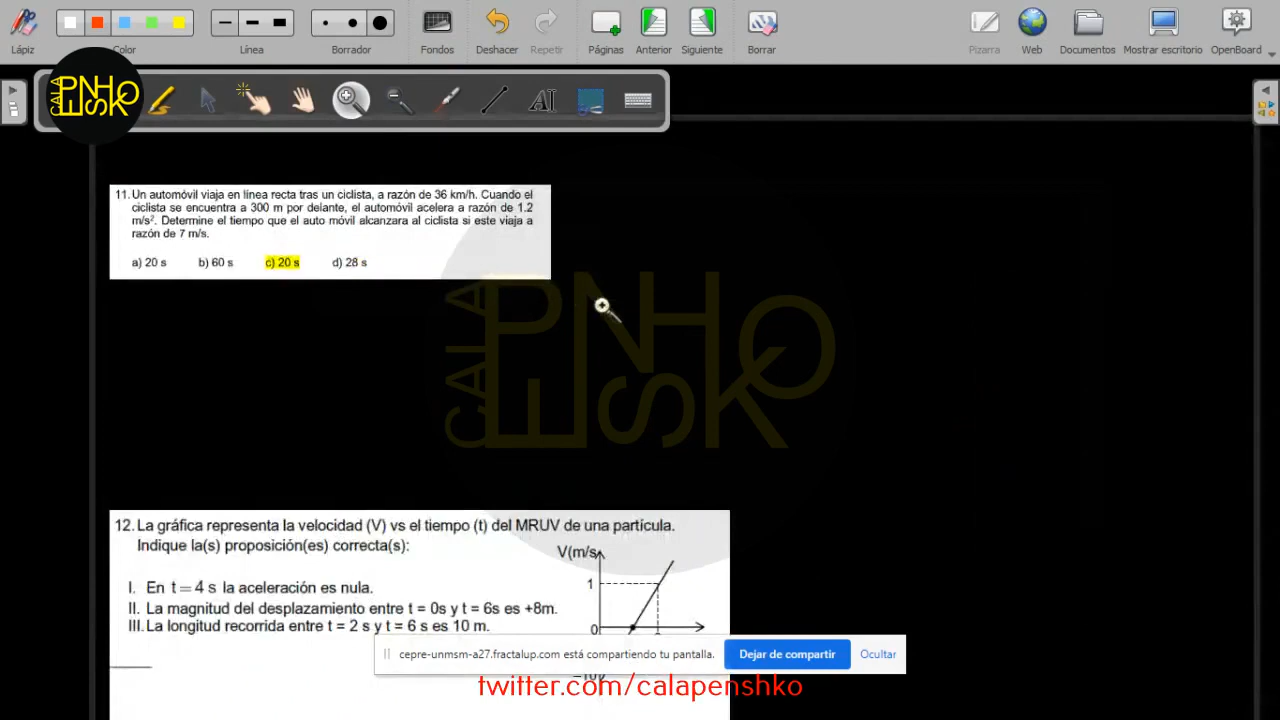 Lápiz
Color
Línea
Borrador
Fondos
Deshacer
Repetir
Páginas
Anterior
Siguiente
Borrar
Pizarra
Web
Documentos
Mostrar escritorio
OpenBoard
CALA
PENHSKO
AI
11. Un automóvil viaja en línea recta tras un ciclista, a razón de 36 km/h. Cuando el
ciclista se encuentra a 300 m por delante, el automóvil acelera a razón de 1.2
m/s². Determine el tiempo que el auto móvil alcanzara al ciclista si este viaja a
razón de 7 m/s.
a) 20 s b) 60 s c) 20 s d) 28 s
CALA
PENHSKO
12. La gráfica representa la velocidad (V) vs el tiempo (t) del MRUV de una partícula.
Indique la(s) proposición(es) correcta(s):
V(m/s
I. En t = 4 s la aceleración es nula.
1
II. La magnitud del desplazamiento entre t = 0s y t = 6s es +8m.
III. La longitud recorrida entre t = 2 s y t = 6 s es 10 m.
0
cepre-unmsm-a27.fractalup.com está compartiendo tu pantalla.
Dejar de compartir
Ocultar
twitter.com/calapenshko